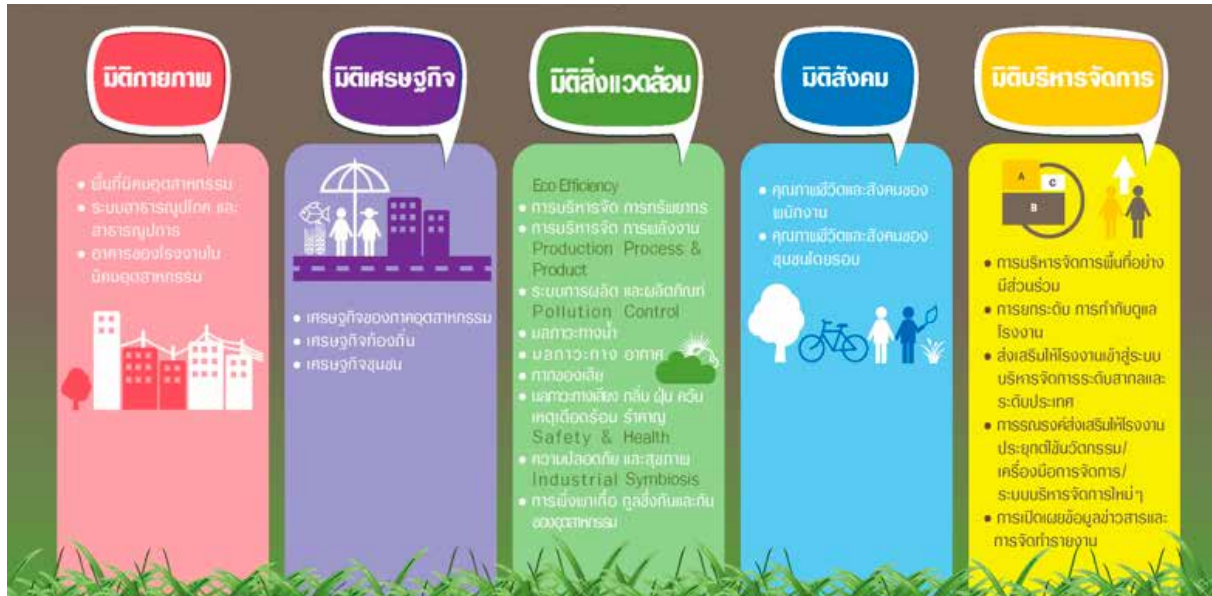 มิติกายภาพ
• พื้นที่นิคมอุตสาหกรรม
• ระบบสาธารณูปโภค และ
สาธารณูปการ
• อาคารของโรงงานใน
นิคมอุตสาหกรรม
มิติเศรษฐกิจ
• เศรษฐกิจของภาคอุตสาหกรรม
• เศรษฐกิจท้องถิ่น
• เศรษฐกิจชุมชน
มิติสิ่งแวดล้อม
Eco Efficiency
• การบริหารจัด การทรัพยากร
• การบริหารจัด การพลังงาน
Production Process &
Product
• ระบบการผลิต และผลิตภัณฑ์
Pollution Control
• มลภาวะทางน้ำ
• มลภาวะทาง อากาศ
• กากของเสีย
• มลภาวะทางเสียง กลิ่น ฝุ่น ควัน
เหตุเดือดร้อน รำคาญ
Safety & Health
• ความปลอดภัย และสุขภาพ
Industrial Symbiosis
• การพึ่งพาเกื้อ กูลซึ่งกันและกัน
ของอุตสาหกรรม
มิติสังคม
• คุณภาพชีวิตและสังคมของ
พนักงาน
• คุณภาพชีวิตและสังคมของ
ชุมชนโดยรอบ
มิติบริหารจัดการ
A
C
B
• การบริหารจัดการพื้นที่อย่าง
มีส่วนร่วม
• การยกระดับ การกำกับดูแล
โรงงาน
• ส่งเสริมให้โรงงานเข้าสู่ระบบ
บริหารจัดการระดับสากลและ
ระดับประเทศ
• การรณรงค์ส่งเสริมให้โรงงาน
ประยุกต์ใช้นวัตกรรม/
เครื่องมือการจัดการ/
ระบบบริหารจัดการใหม่ๆ
• การเปิดเผยข้อมูลข่าวสารและ
การจัดทำรายงาน